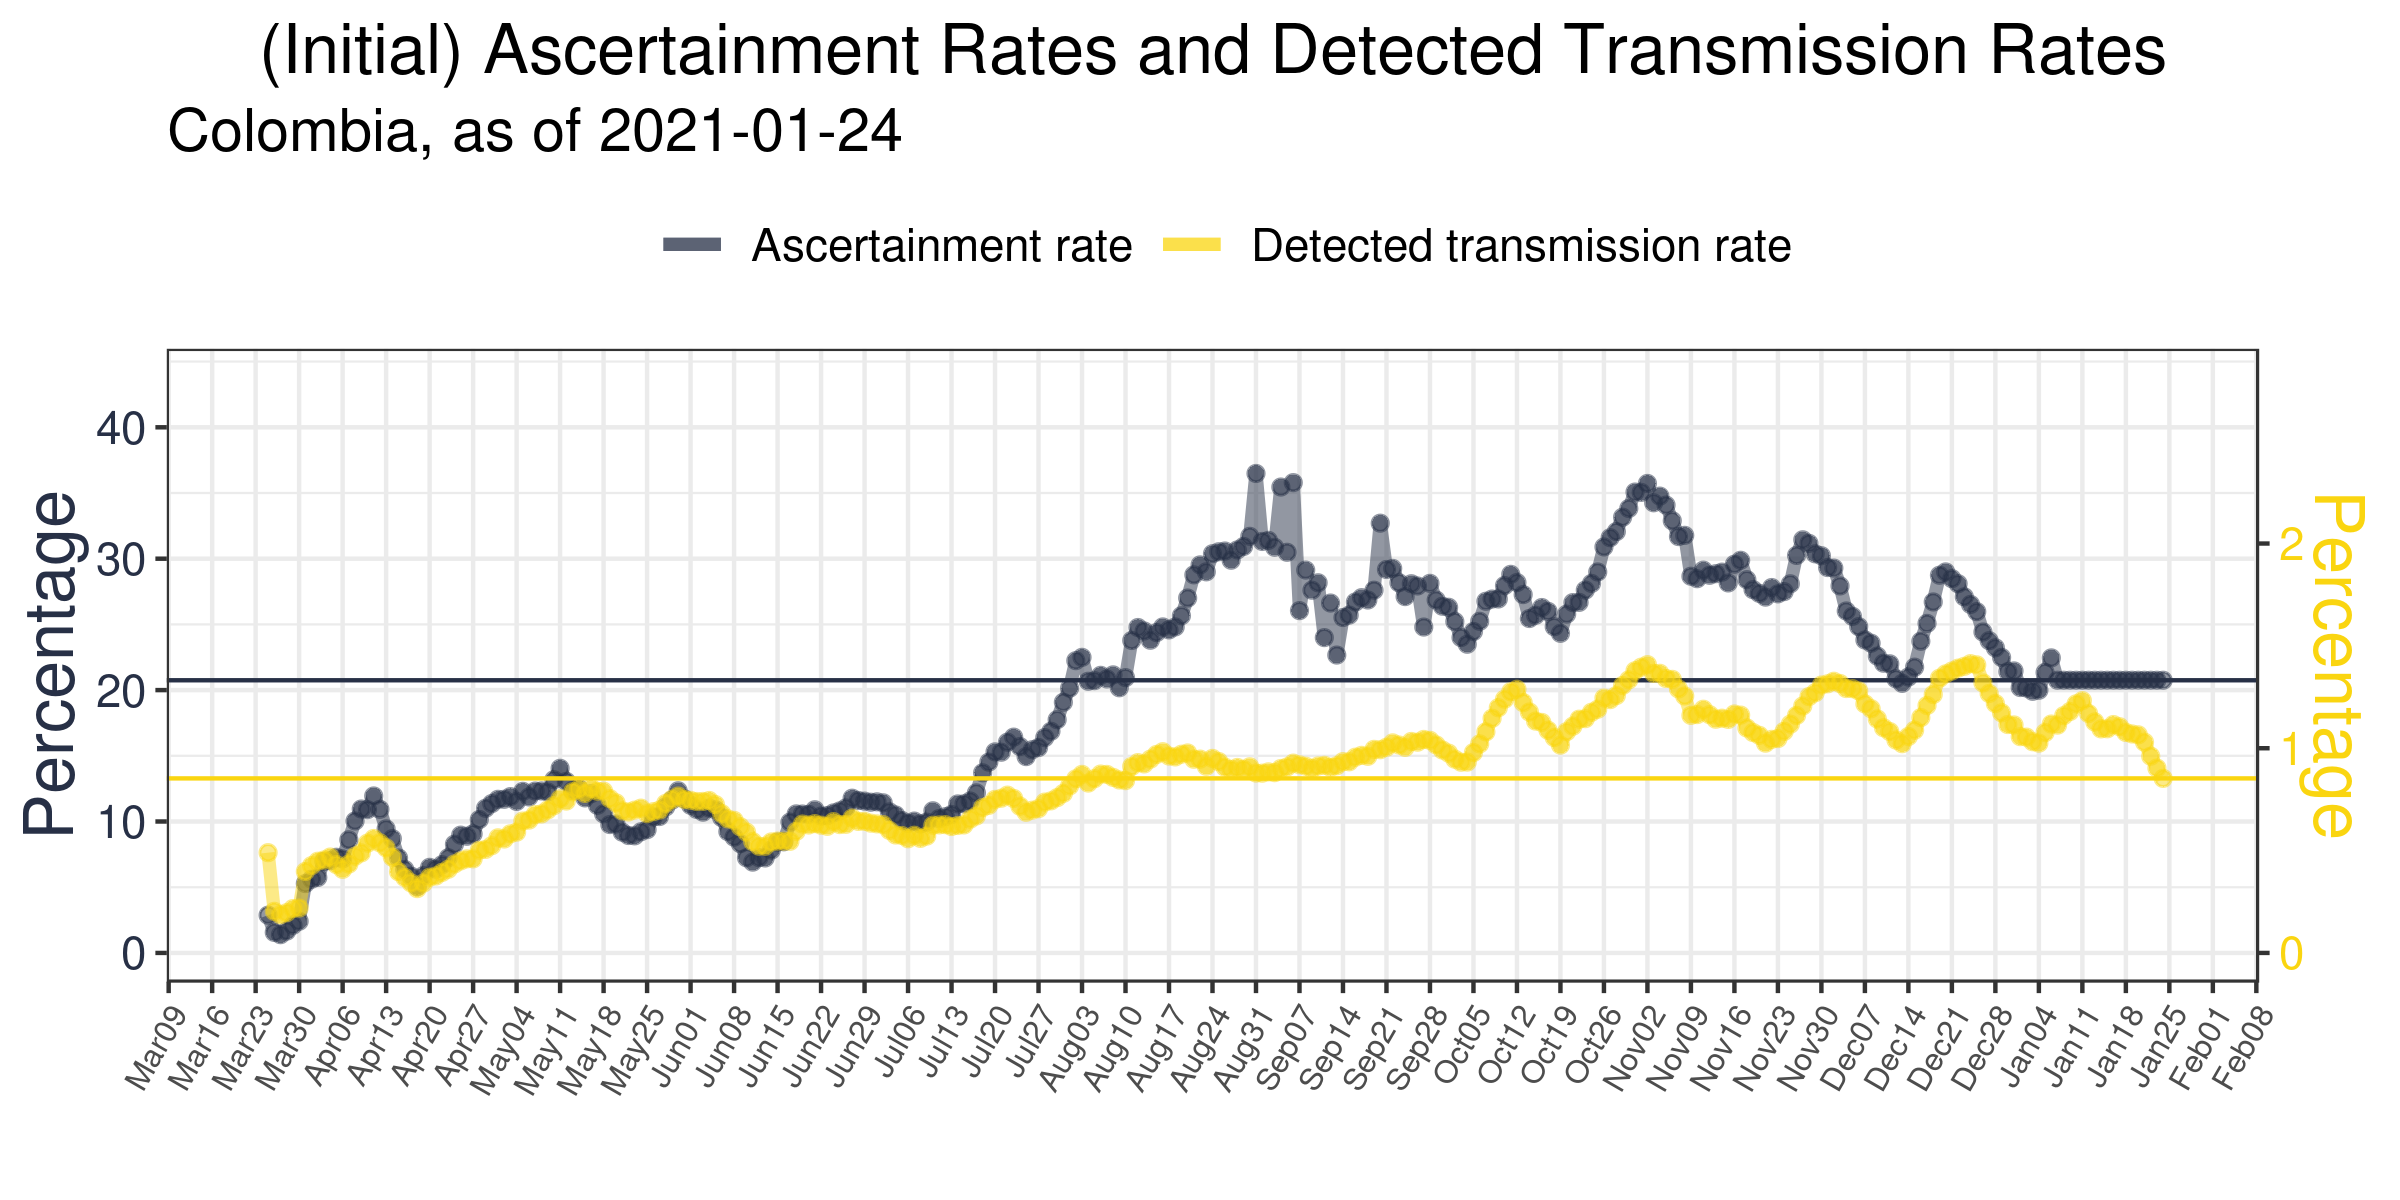 (Initial) Ascertainment Rates and Detected Transmission Rates
Colombia, as of 2021-01-24
Ascertainment rate Detected transmission rate
Percentage
40
30
20
10
0
2
1
0
Percentage
Mar09 Mar16 Mar23 Mar30 Apr06 Apr13 Apr20 Apr27 May04 May11 May18 May25 Jun01 Jun08 Jun15 Jun22 Jun29 Jul06 Jul13 Jul20 Jul27 Aug03 Aug10 Aug17 Aug24 Aug31 Sep07 Sep14 Sep21 Sep28 Oct05 Oct12 Oct19 Oct26 Nov02 Nov09 Nov16 Nov23 Nov30 Dec07 Dec14 Dec21 Dec28 Jan04 Jan11 Jan18 Jan25 Feb01 Feb08